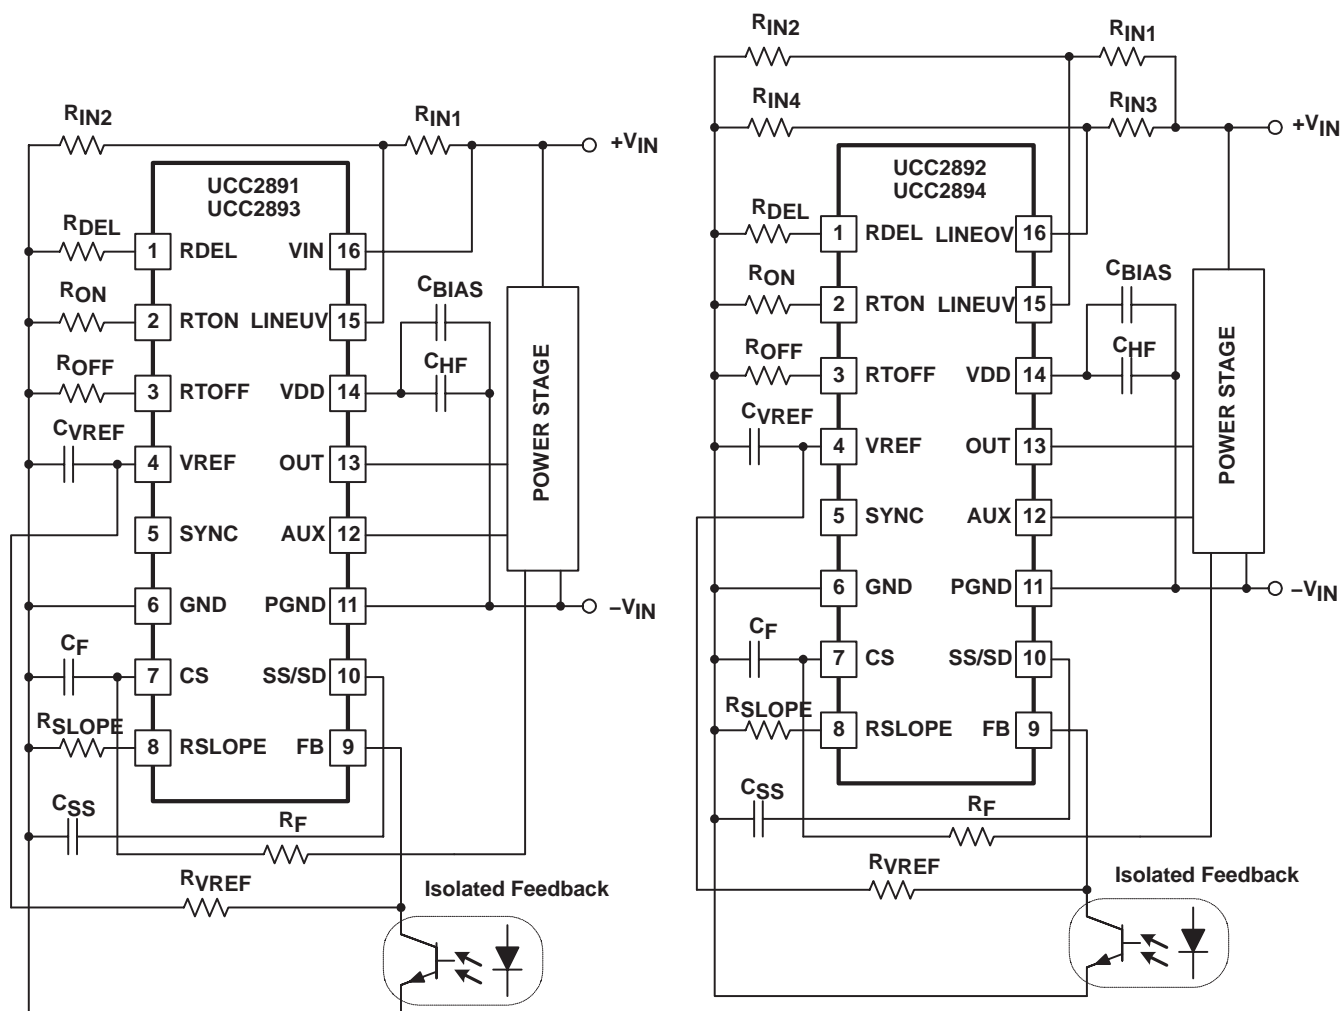 RIN2
RIN1
+VIN
UCC2891
UCC2893
RDEL
1 RDEL VIN 16
RON
2 RTON LINEUV 15
CBIAS
ROFF
3 RTOFF VDD 14
CHF
CVREF
4 VREF OUT 13
5 SYNC AUX 12
POWER STAGE
6 GND PGND 11
–VIN
CF
7 CS SS/SD 10
RSLOPE
8 RSLOPE FB 9
CSS
RF
RVREF
Isolated Feedback
RIN2
RIN1
RIN4
RIN3
+VIN
UCC2892
UCC2894
RDEL
1 RDEL LINEOV 16
RON
2 RTON LINEUV 15
CBIAS
ROFF
3 RTOFF VDD 14
CHF
CVREF
4 VREF OUT 13
5 SYNC AUX 12
POWER STAGE
6 GND PGND 11
–VIN
CF
7 CS SS/SD 10
RSLOPE
8 RSLOPE FB 9
CSS
RF
RVREF
Isolated Feedback